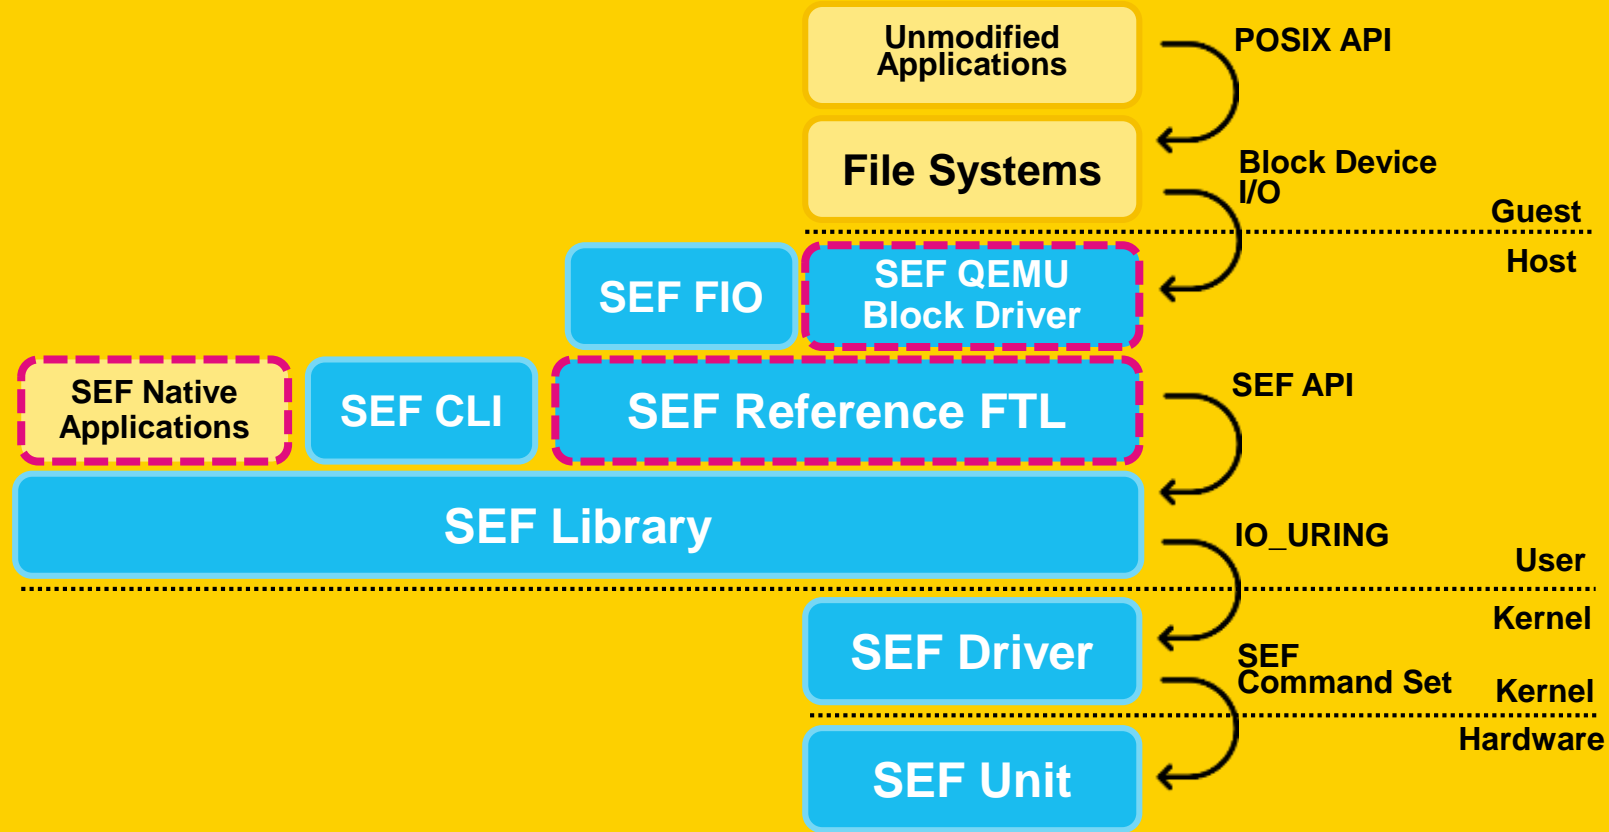 Unmodified
Applications
POSIX API
File Systems
Block Device
I/O
Guest
Host
SEF FIO
SEF QEMU
Block Driver
SEF Native
Applications
SEF CLI
SEF Reference FTL
SEF API
SEF Library
IO_URING
User
Kernel
SEF Driver
SEF
Command Set
Kernel
Hardware
SEF Unit